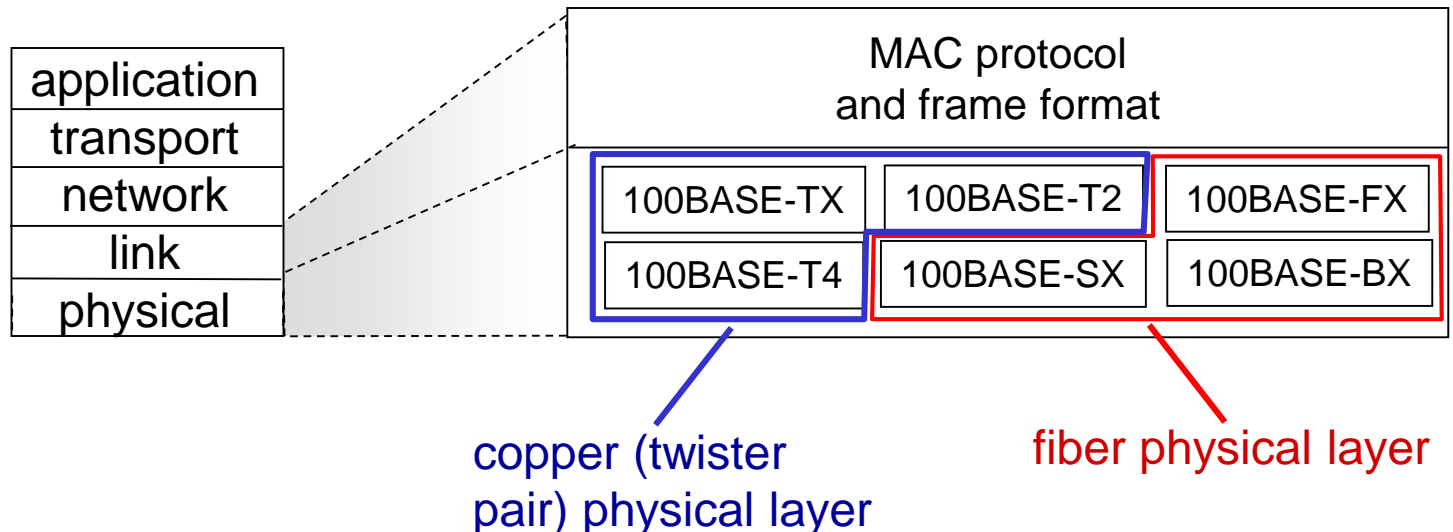 application
transport
network
link
physical
MAC protocol
and frame format
100BASE-TX
100BASE-T2
100BASE-FX
100BASE-T4
100BASE-SX
100BASE-BX
copper (twister
pair) physical layer
fiber physical layer